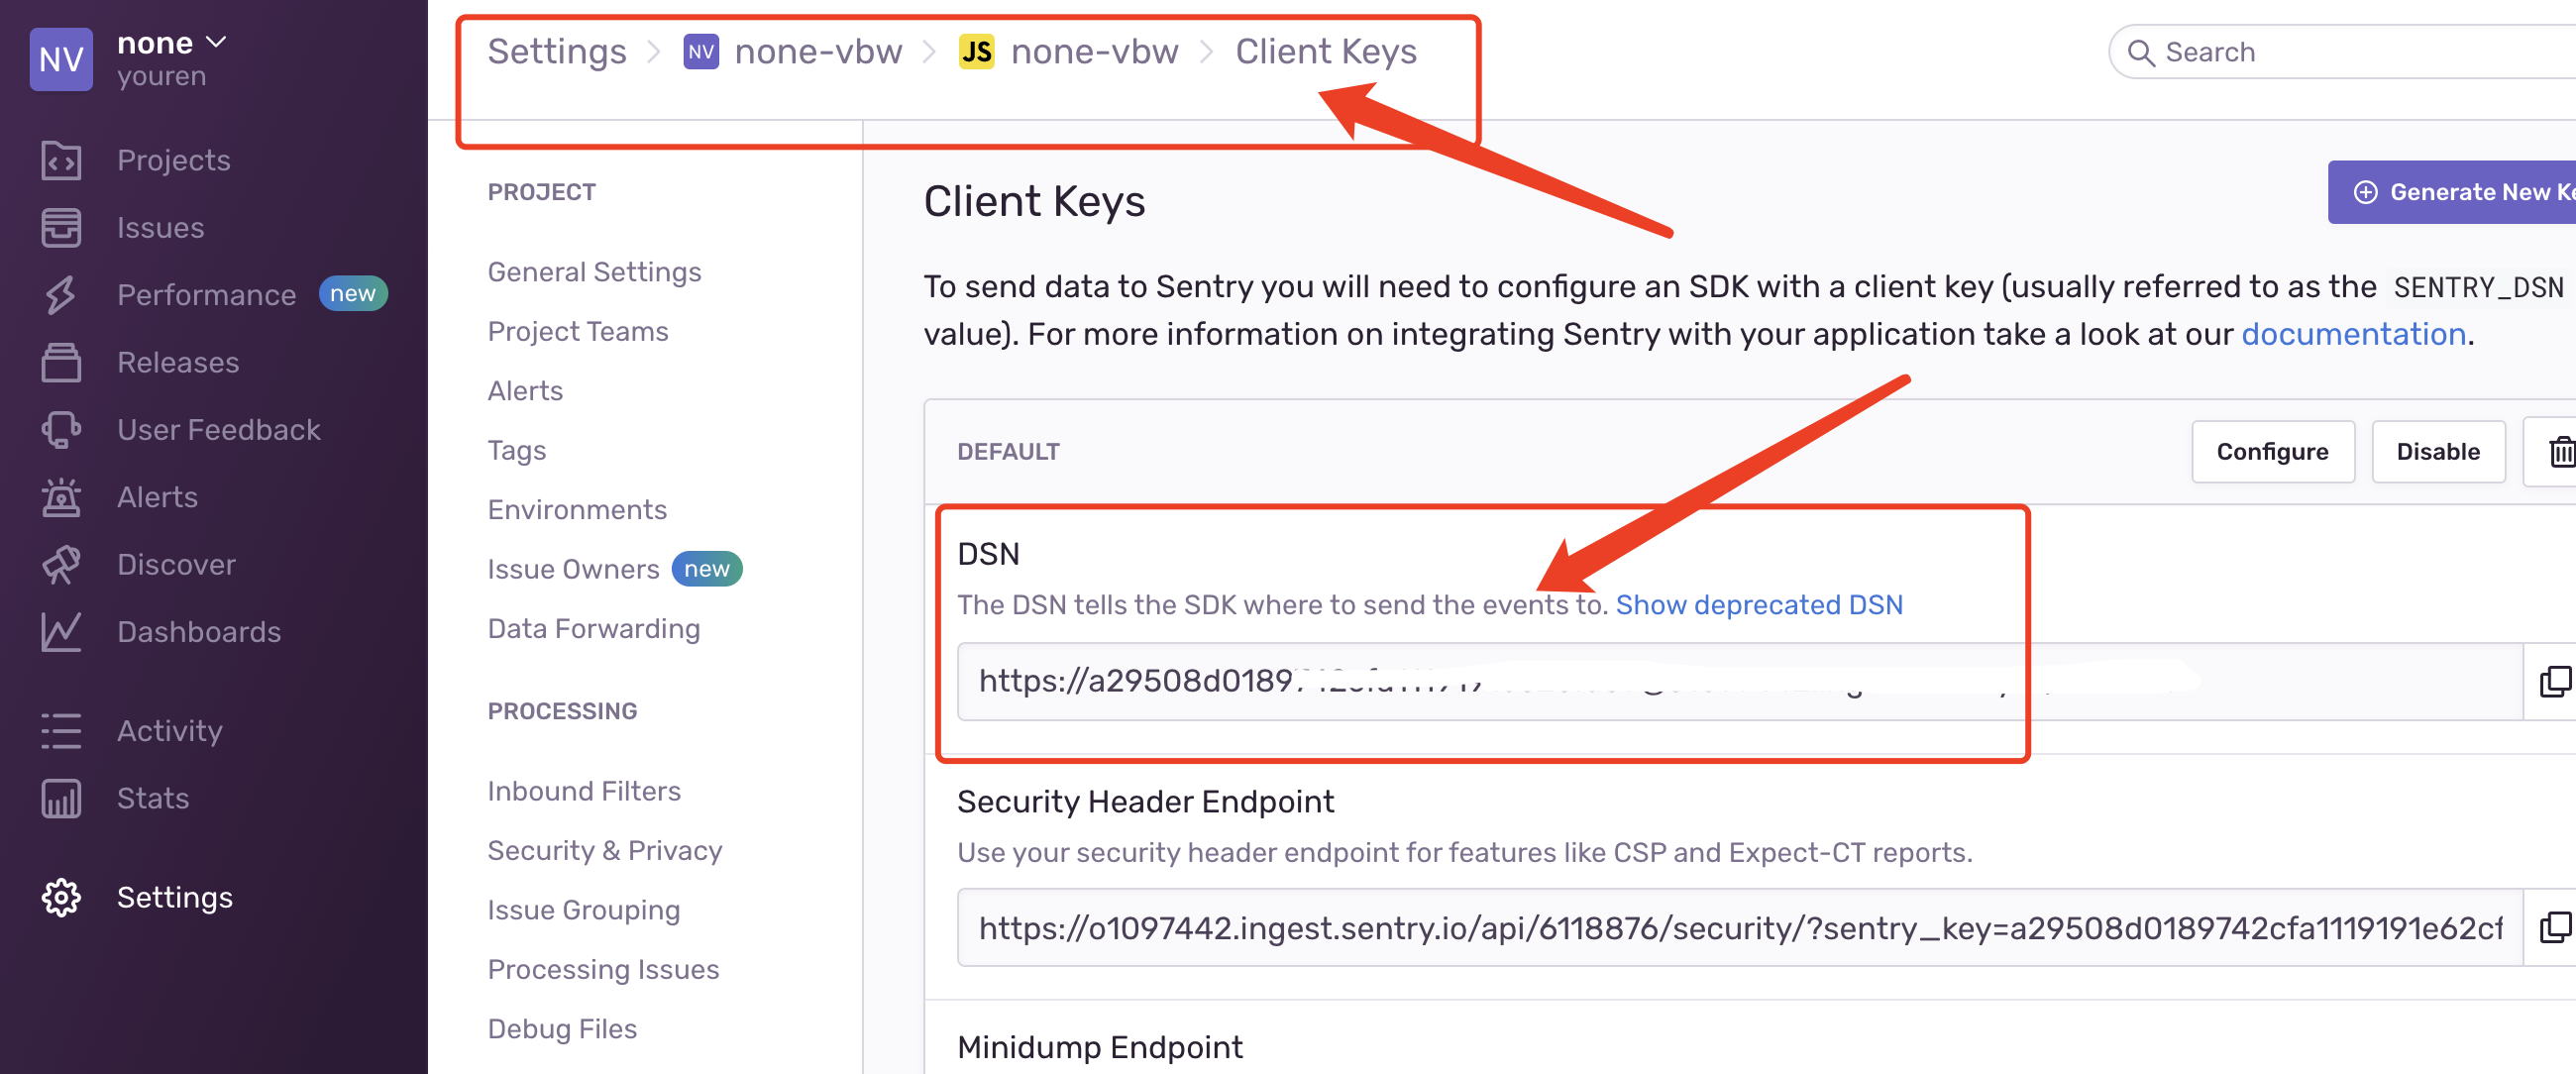 NV none
youren
Projects
Issues
Performance new
Releases
User Feedback
Alerts
Discover
Dashboards
Activity
Stats
Settings
Settings > NV none-vbw > JS none-vbw > Client Keys
Search
PROJECT
General Settings
Project Teams
Alerts
Tags
Environments
Issue Owners new
Data Forwarding
PROCESSING
Inbound Filters
Security & Privacy
Issue Grouping
Processing Issues
Debug Files
Client Keys
Generate New
To send data to Sentry you will need to configure an SDK with a client key (usually referred to as the SENTRY_DSN
value). For more information on integrating Sentry with your application take a look at our documentation.
DEFAULT
Configure
Disable
DSN
The DSN tells the SDK where to send the events to. Show deprecated DSN
https://a29508d0189
Security Header Endpoint
Use your security header endpoint for features like CSP and Expect-CT reports.
https://o1097442.ingest.sentry.io/api/6118876/security/?sentry_key=a29508d0189742cfa1119191e62cf
Minidump Endpoint